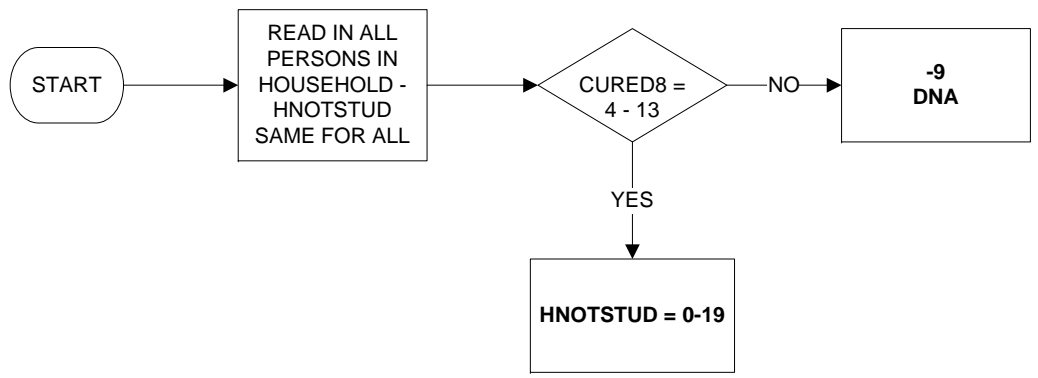 START
READ IN ALL
PERSONS IN
HOUSEHOLD -
HNOTSTUD
SAME FOR ALL
CURED8 =
4 - 13
NO
-9
DNA
YES
HNOTSTUD = 0-19